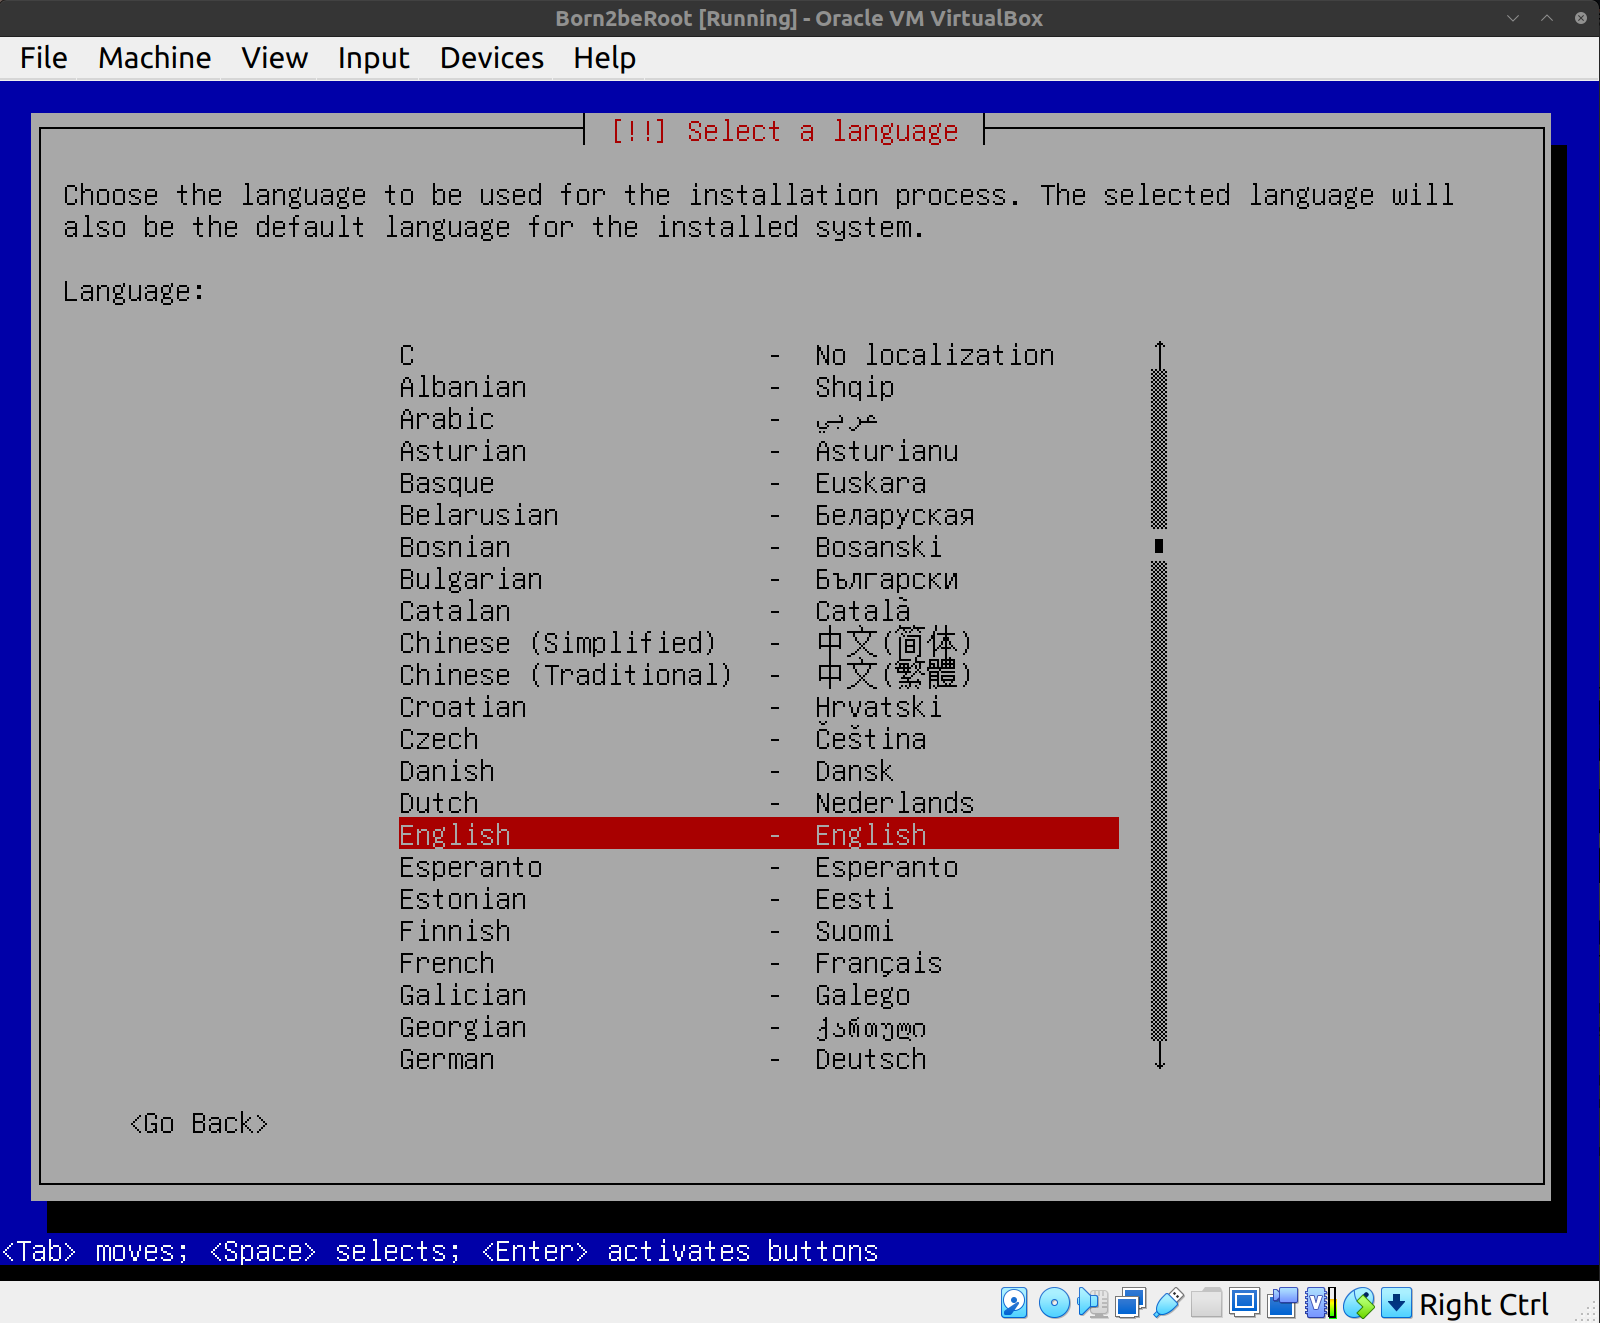 Born2beRoot [Running] - Oracle VM VirtualBox
File Machine View Input Devices Help
[!!] Select a language
Choose the language to be used for the installation process. The selected language will
also be the default language for the installed system.
Language:
C - No localization
Albanian - Shqip
Arabic - عربي
Asturian - Asturianu
Basque - Euskara
Belarusian - Беларуская
Bosnian - Bosanski
Bulgarian - Български
Catalan - Català
Chinese (Simplified) - 中文(简体)
Chinese (Traditional) - 中文(繁體)
Croatian - Hrvatski
Czech - Čeština
Danish - Dansk
Dutch - Nederlands
English - English
Esperanto - Esperanto
Estonian - Eesti
Finnish - Suomi
French - Français
Galician - Galego
Georgian - ქართული
German - Deutsch
<Go Back>
<Tab> moves; <Space> selects; <Enter> activates buttons
Right Ctrl